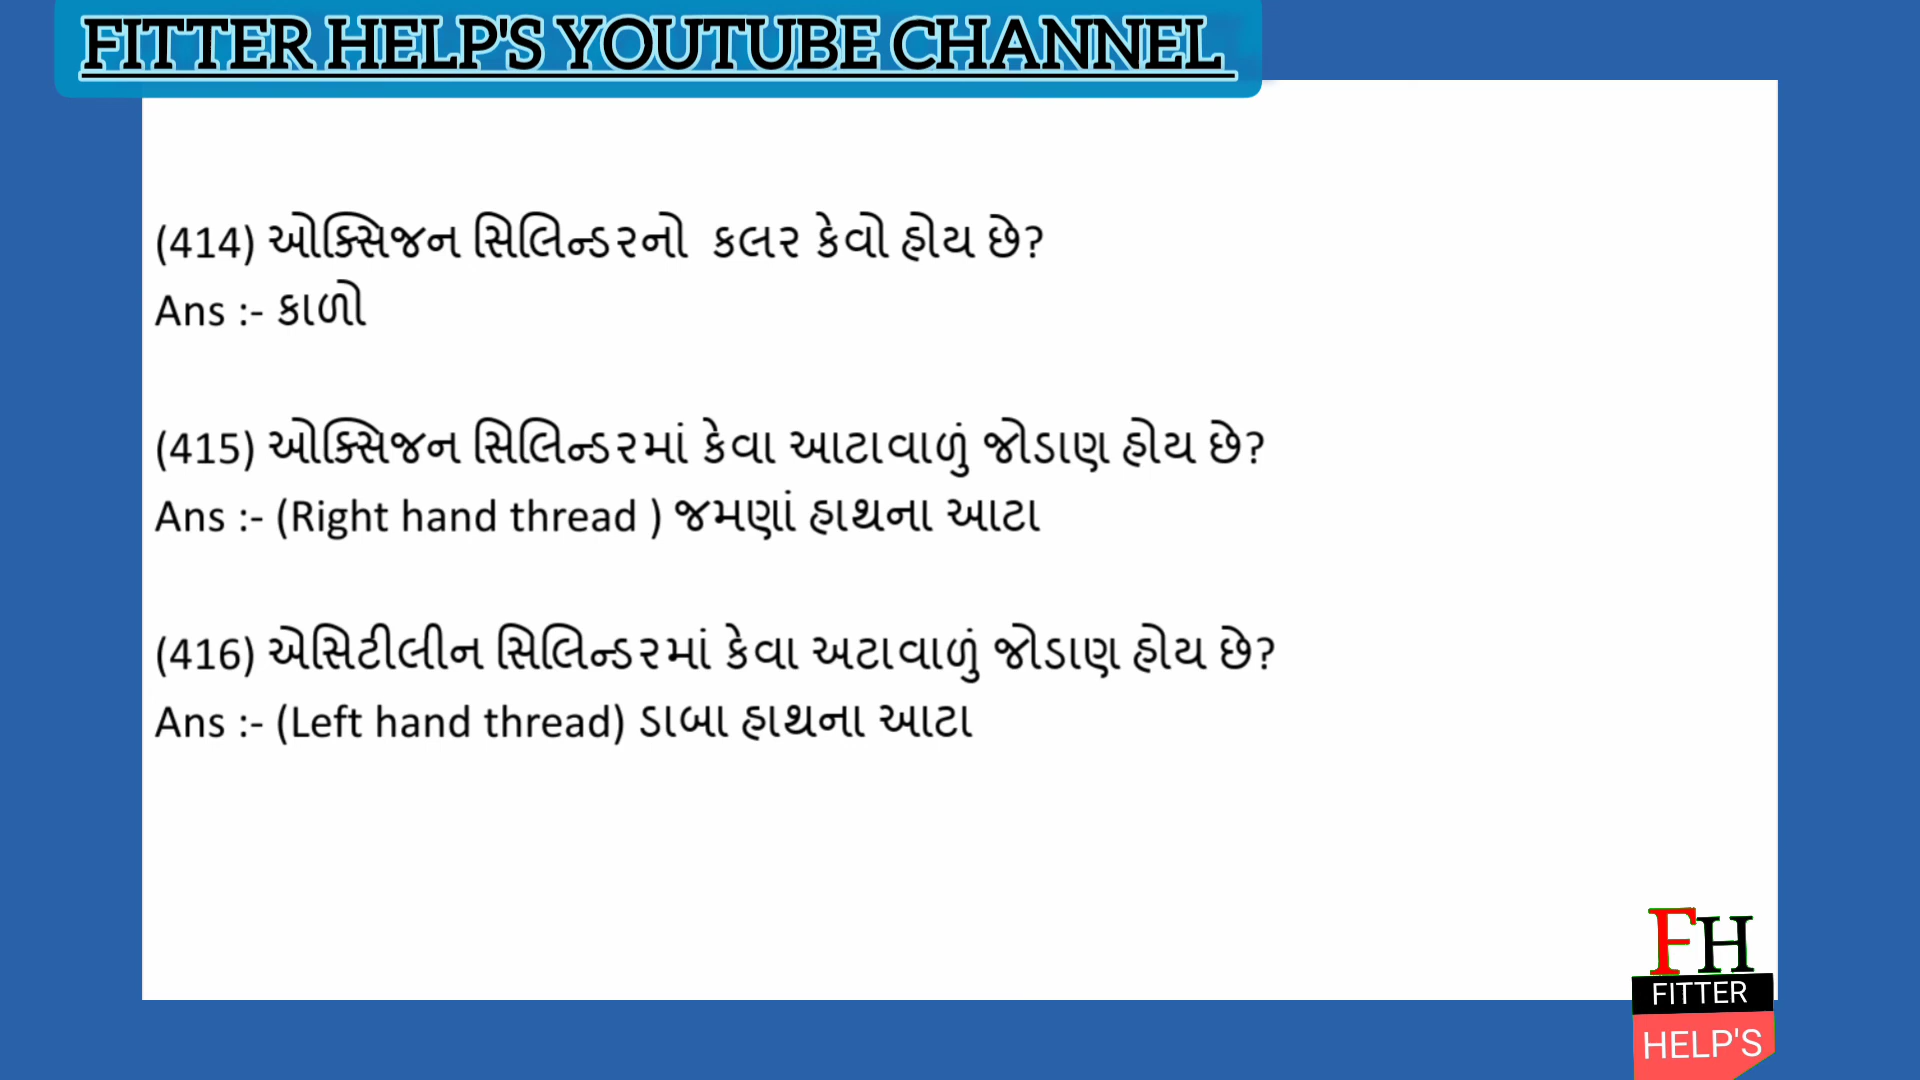 FITTER HELP'S YOUTUBE CHANNEL
(414) ઓક્સિજન સિલિન્ડરનો કલર કેવો હોય છે?
Ans :- કાળો
(415) ઓક્સિજન સિલિન્ડરમાં કેવા આટાવાળું જોડાણ હોય છે?
Ans :- (Right hand thread ) જમણાં હાથના આટા
(416) એસિટીલીન સિલિન્ડરમાં કેવા અટાવાળું જોડાણ હોય છે?
Ans :- (Left hand thread) ડાબા હાથના આટા
FH
FITTER
HELP'S